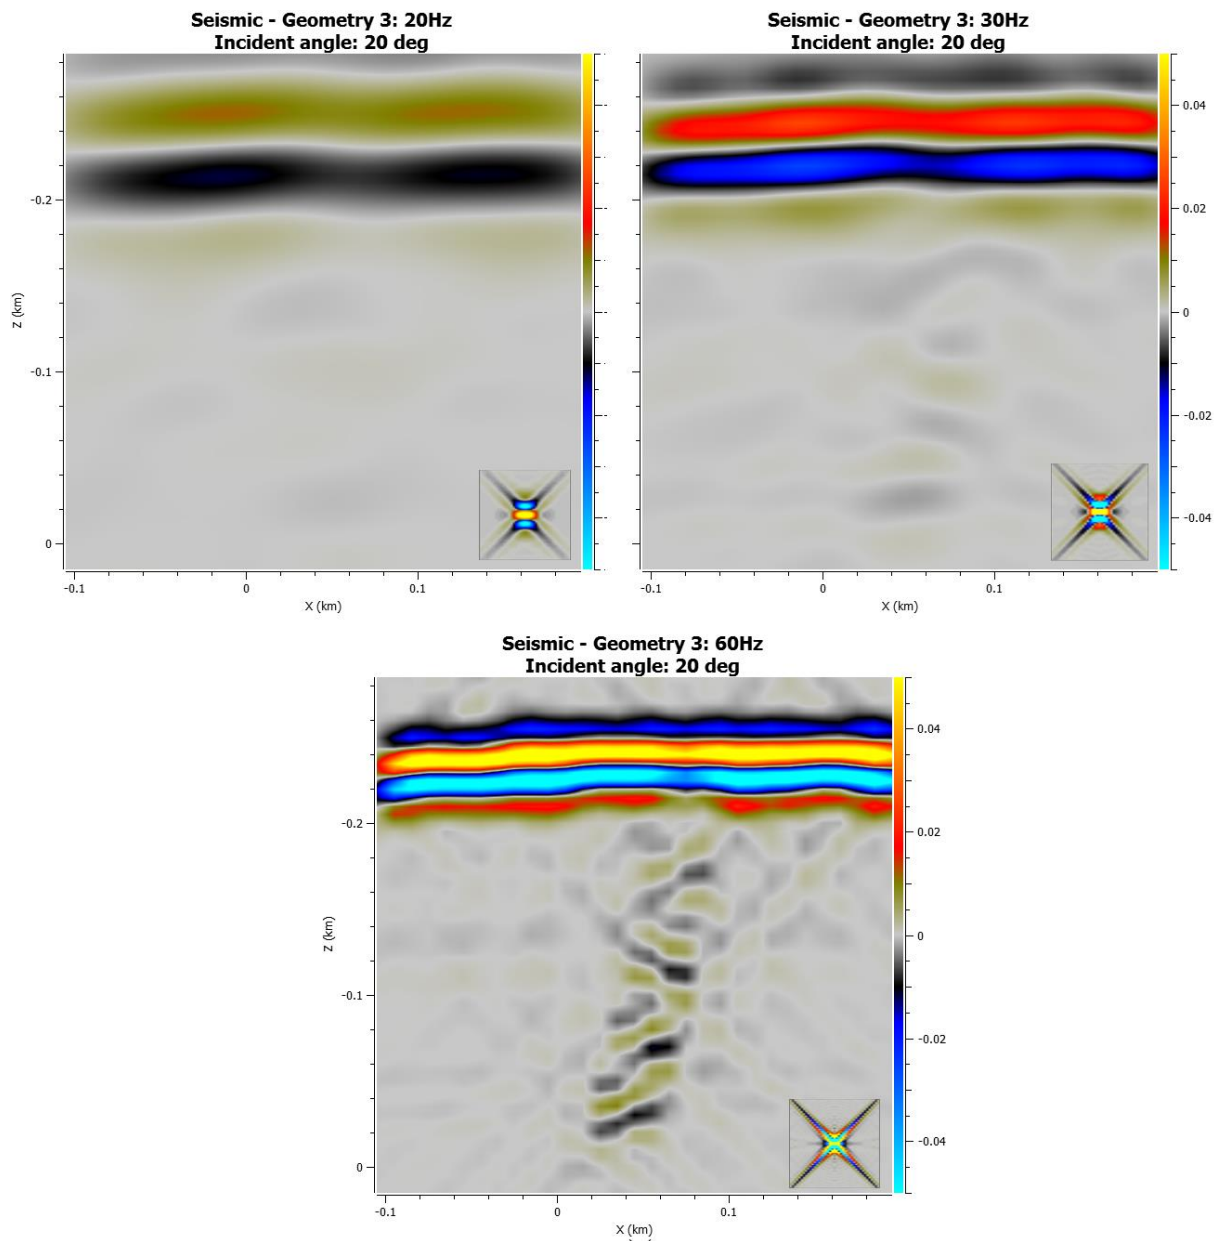 Seismic - Geometry 3: 20Hz
Incident angle: 20 deg
-0.2
-0.1
0
Z (km)
-0.1
0
0.1
X (km)
Seismic - Geometry 3: 30Hz
Incident angle: 20 deg
0.04
0.02
0
-0.02
-0.04
-0.1
0
0.1
X (km)
Seismic - Geometry 3: 60Hz
Incident angle: 20 deg
-0.2
-0.1
0
Z (km)
0.04
0.02
0
-0.02
-0.04
-0.1
0
0.1
X (km)